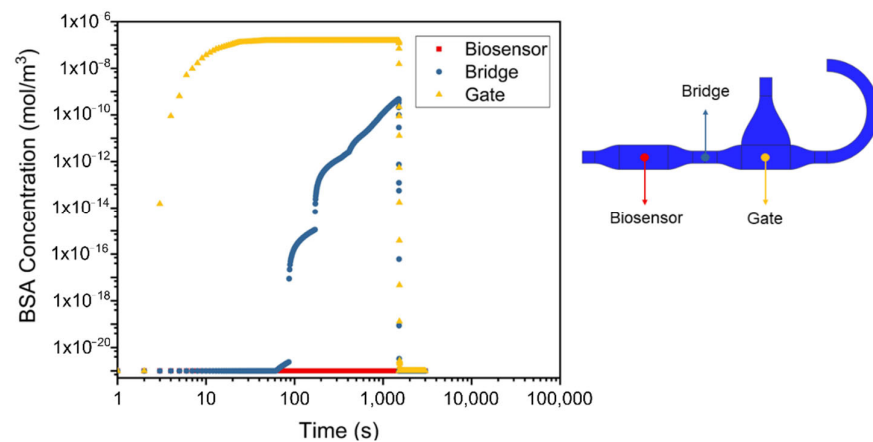 BSA Concentration (mol/m³)
1x10⁻⁶
1x10⁻⁸
1x10⁻¹⁰
1x10⁻¹²
1x10⁻¹⁴
1x10⁻¹⁶
1x10⁻¹⁸
1x10⁻²⁰
Biosensor
Bridge
Gate
1
10
100
1,000
10,000
100,000
Time (s)
Bridge
Biosensor
Gate